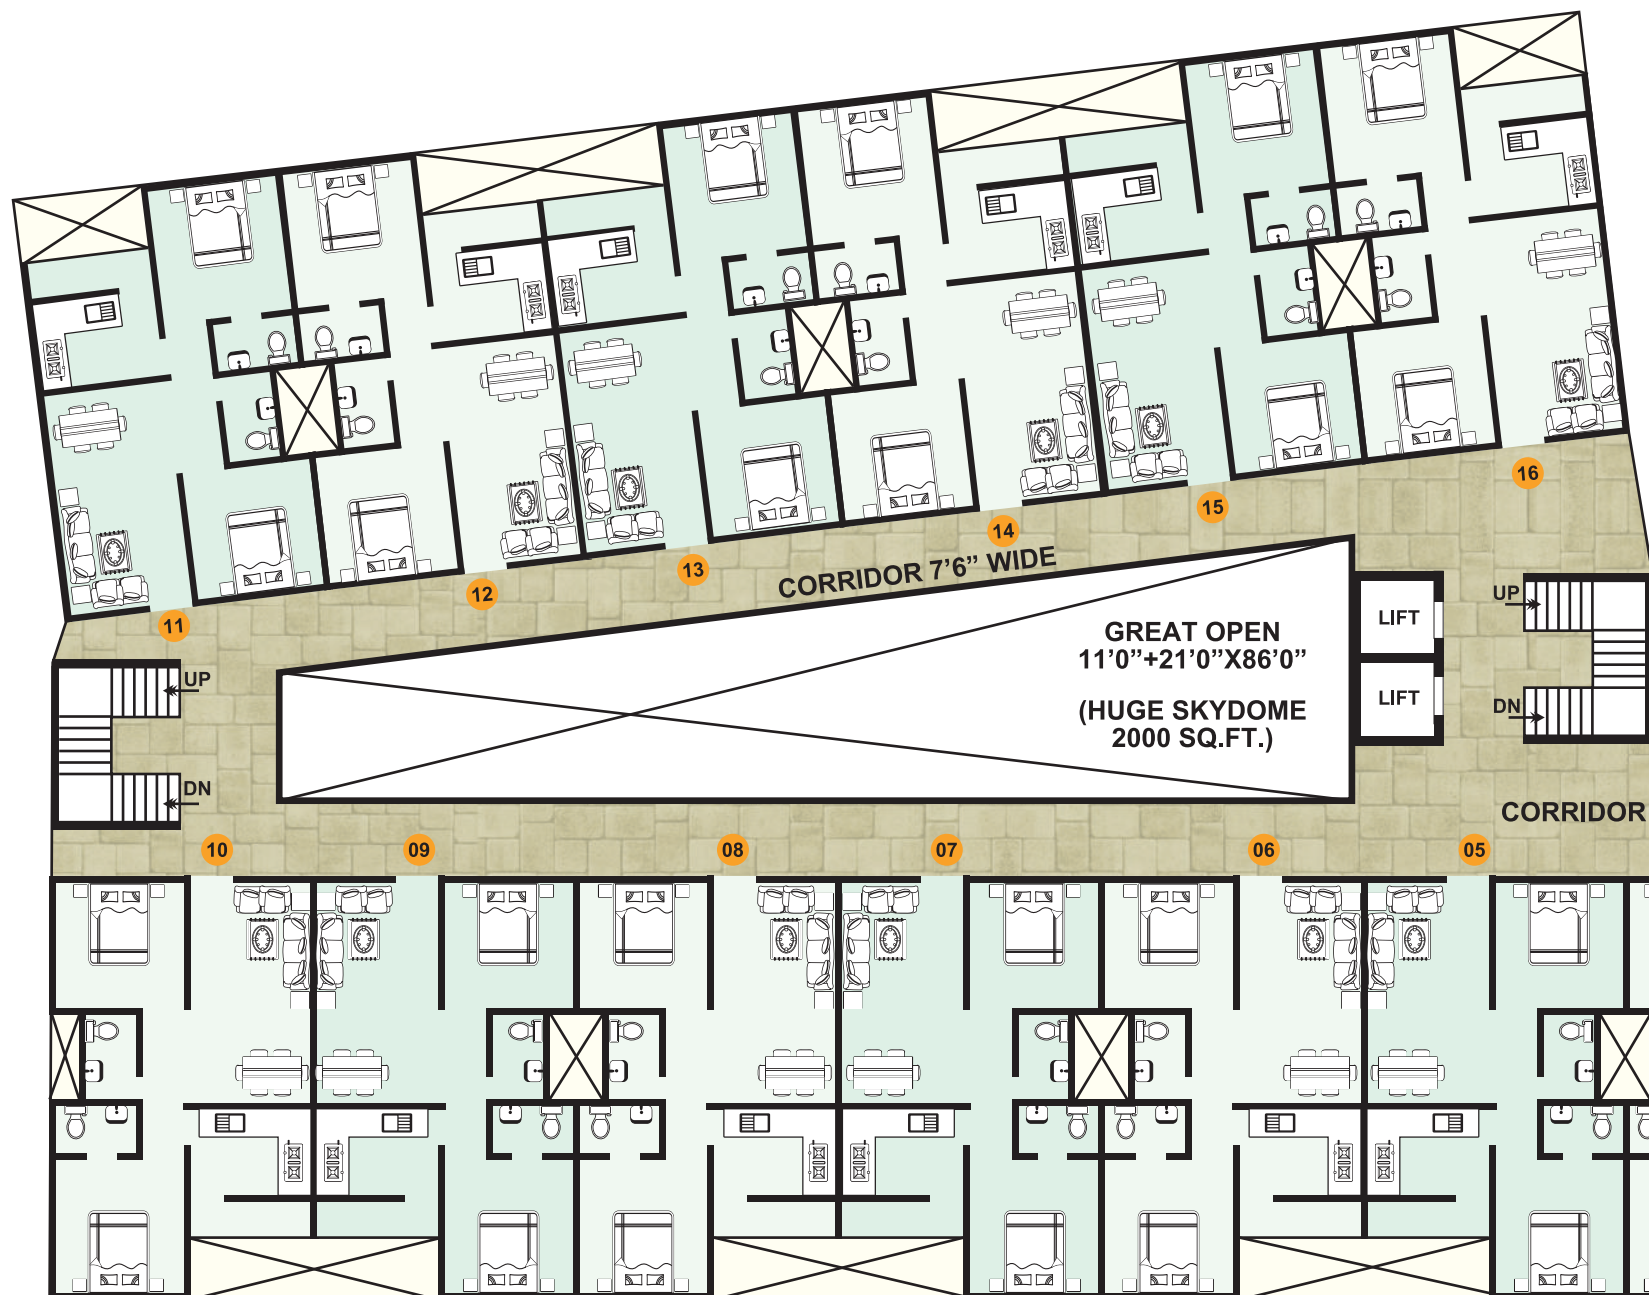 16
15
14
13
12
11
CORRIDOR 7'6" WIDE
GREAT OPEN
11'0"+21'0"X86'0"
(HUGE SKYDOME
2000 SQ.FT.)
LIFT
LIFT
UP
DN
UP
DN
CORRIDOR
10
09
08
07
06
05